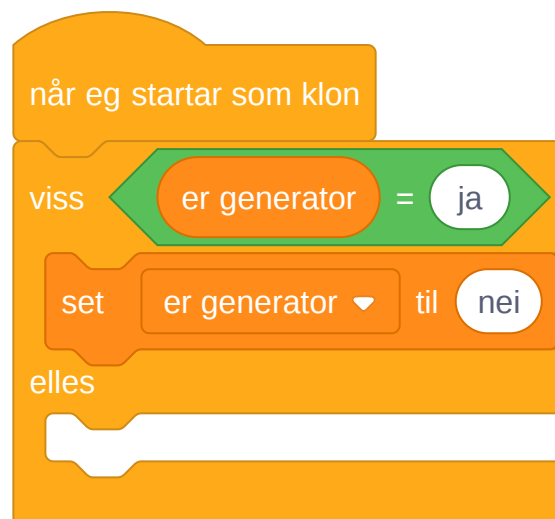 når eg startar som klon
viss er generator = ja
set er generator til nei
elles